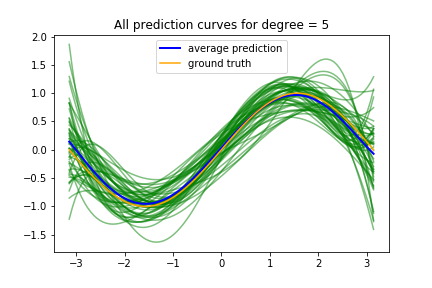 All prediction curves for degree = 5
average prediction
ground truth
2.0
1.5
1.0
0.5
0.0
−0.5
−1.0
−1.5
−3 −2 −1 0 1 2 3